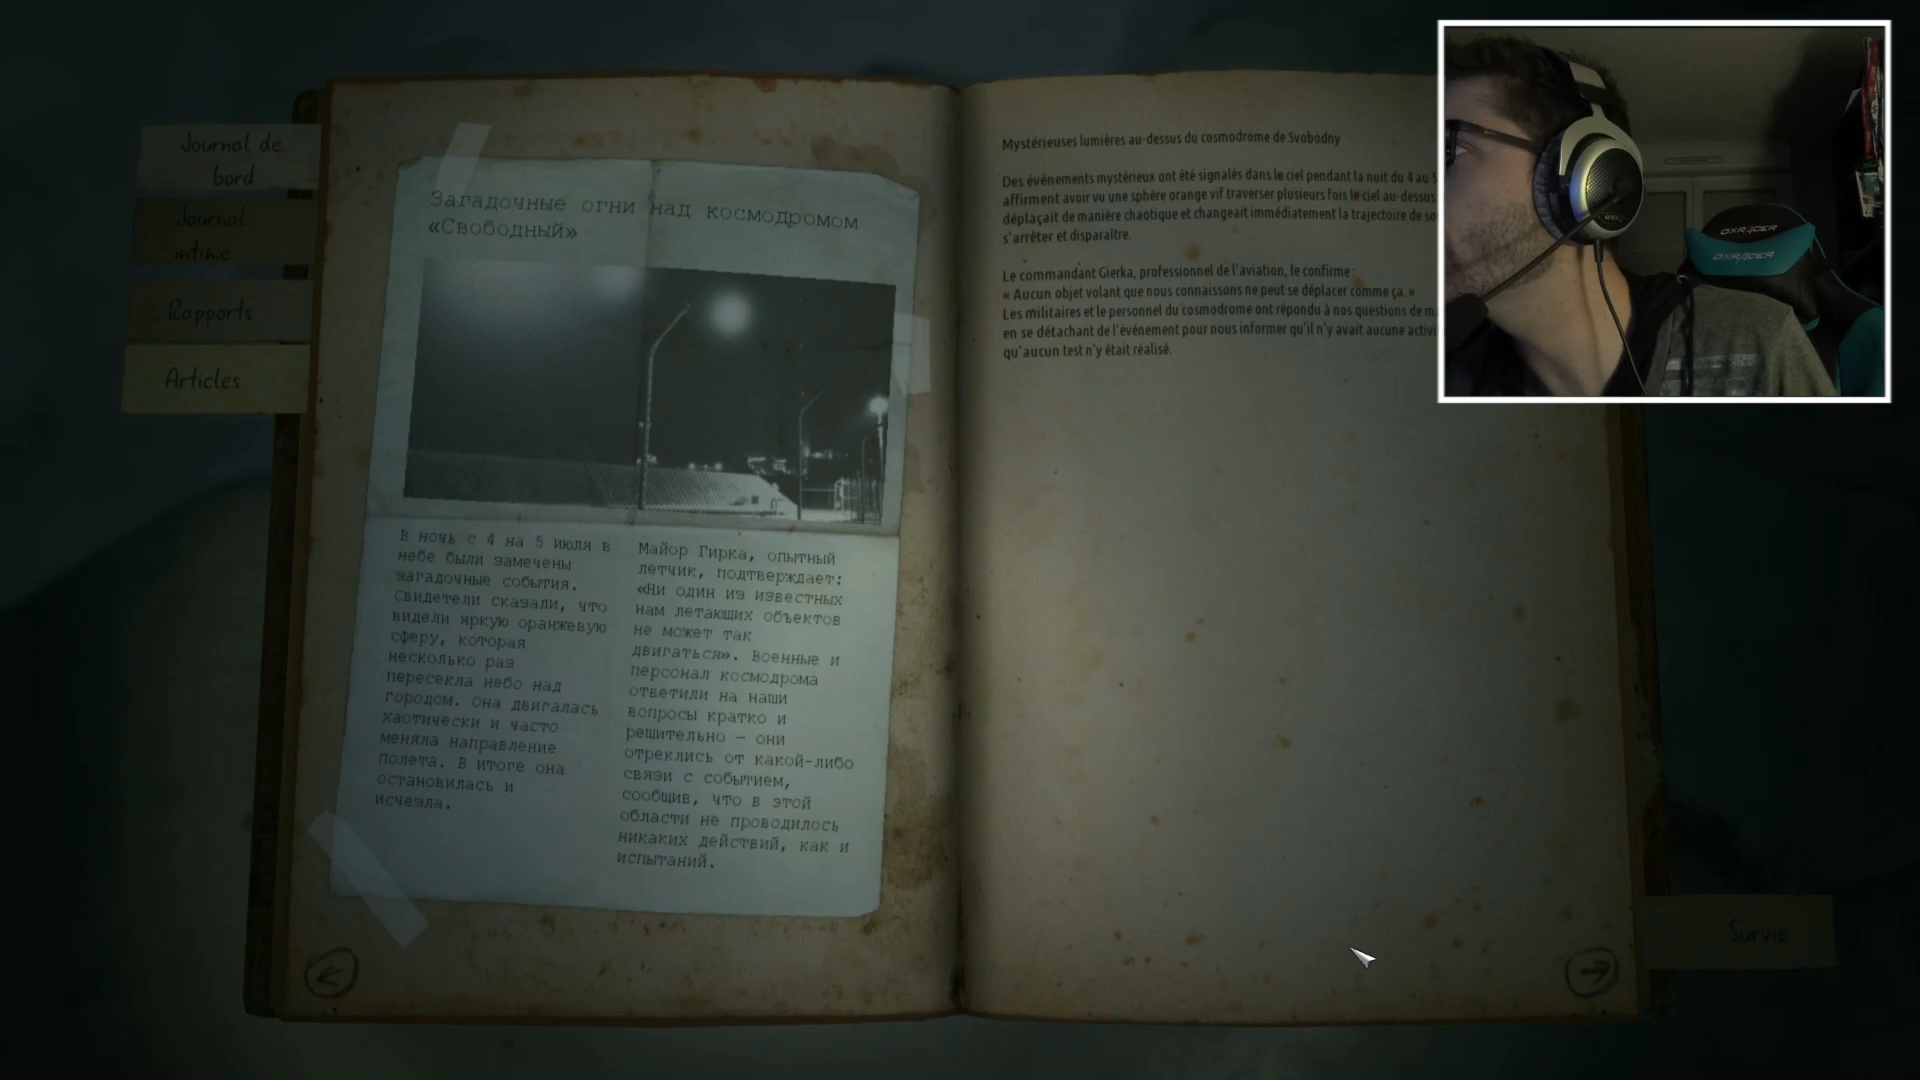 Journal de
bord
Journal
intime
Rapports
Articles
Загадочные огни над космодромом
«Свободный»
В ночь с 4 на 5 июля в
небе были замечены
загадочные события.
Свидетели сказали, что
видели яркую оранжевую
сферу, которая
несколько раз
пересекла небо над
городом. Она двигалась
хаотически и часто
меняла направление
полета. В итоге она
остановилась и
исчезла.
Майор Гирка, опытный
летчик, подтверждает:
«Ни один из известных
нам летающих объектов
не может так
двигаться». Военные и
персонал космодрома
ответили на наши
вопросы кратко и
решительно — они
отреклись от какой-либо
связи с событием,
сообщив, что в этой
области не проводилось
никаких действий, как и
испытаний.
Mystérieuses lumières au-dessus du cosmodrome de Svobodny
Des événements mystérieux ont été signalés dans le ciel pendant la nuit du 4 au 5
affirment avoir vu une sphère orange vif traverser plusieurs fois le ciel au-dessus
déplaçait de manière chaotique et changeait immédiatement la trajectoire de
s'arrêter et disparaître.
Le commandant Gierka, professionnel de l'aviation, le confirme :
« Aucun objet volant que nous connaissons ne peut se déplacer comme ça. »
Les militaires et le personnel du cosmodrome ont répondu à nos questions de
en se détachant de l'événement pour nous informer qu'il n'y avait aucune
qu'aucun test n'y était réalisé.
DXRACER
DXRACER
Survie